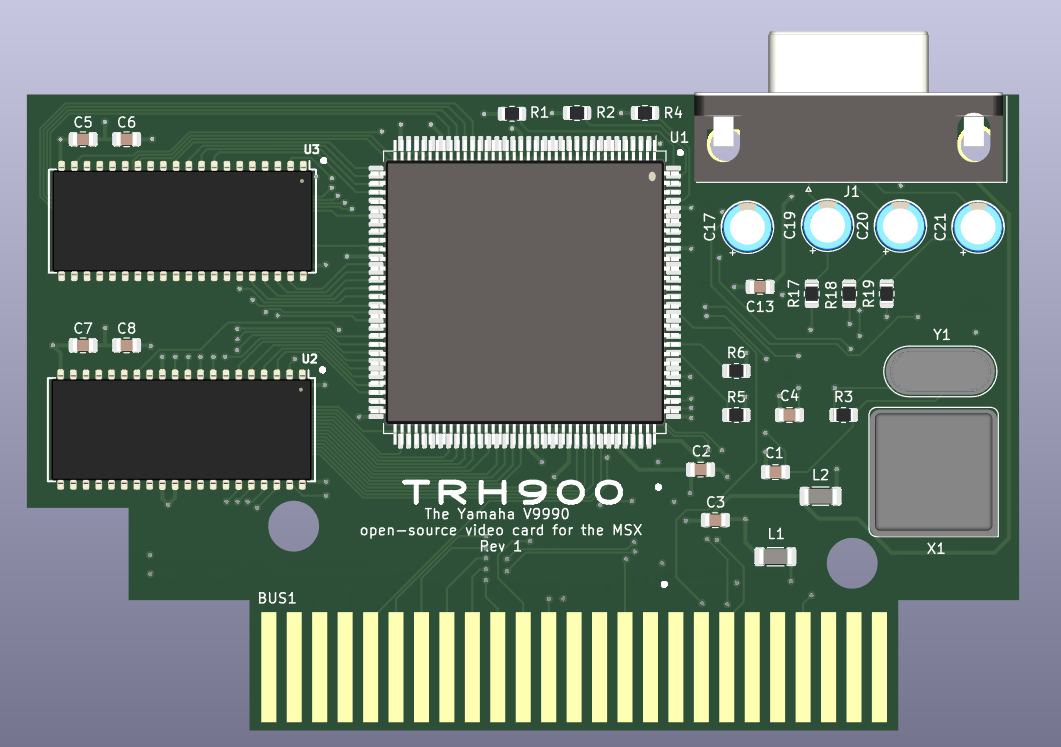 R1
R2
R4
C5
C6
U3
U1
J1
C17
C19
C20
C21
+
+
+
+
C13
R17
R18
R19
C7
C8
U2
Y1
R6
R5
C4
R3
C2
C1
L2
C3
L1
X1
TRH900
The Yamaha V9990
open-source video card for the MSX
Rev 1
BUS1